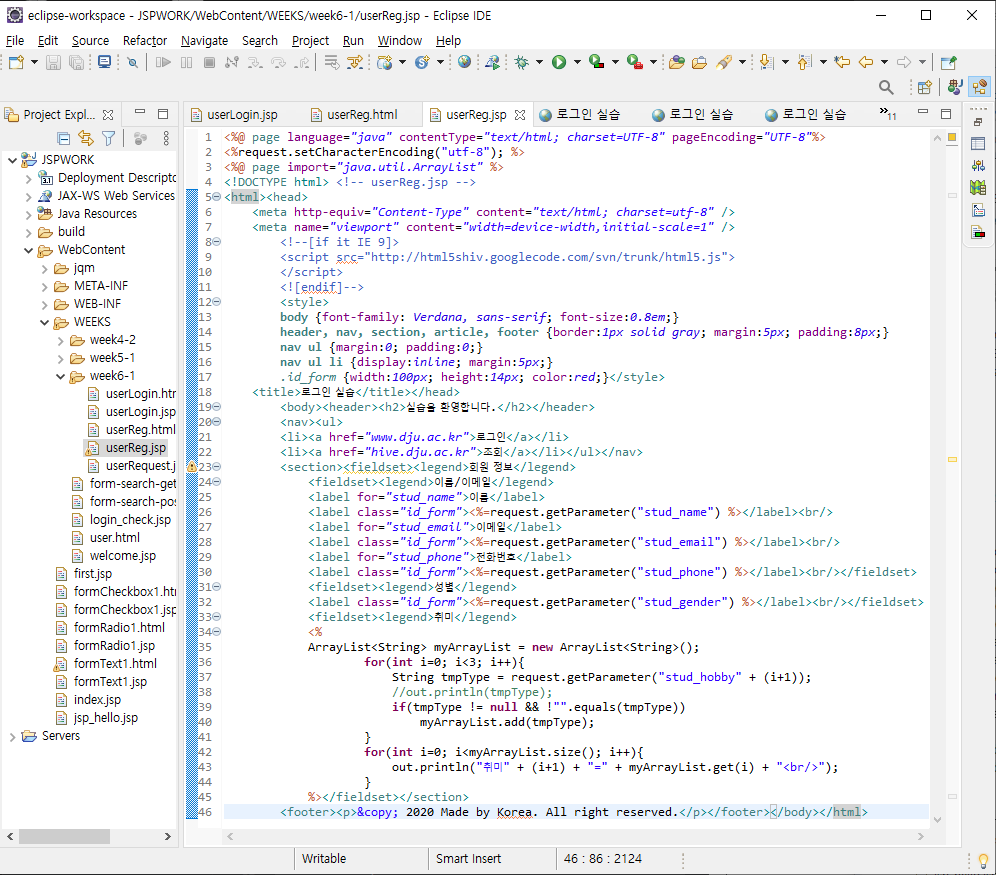 eclipse-workspace - JSPWORK/WebContent/WEEKS/week6-1/userReg.jsp - Eclipse IDE
File Edit Source Refactor Navigate Search Project Run Window Help
Project Expl...
userLogin.jsp userReg.html userReg.jsp 로그인 실습 로그인 실습 로그인 실습 »11
JSPWORK
Deployment Descripto
JAX-WS Web Services
Java Resources
build
WebContent
jqm
META-INF
WEB-INF
WEEKS
week4-2
week5-1
week6-1
userLogin.htr
userLogin.jsp
userReg.html
userReg.jsp
userRequest.j
form-search-get
form-search-pos
login_check.jsp
user.html
welcome.jsp
first.jsp
formCheckbox1.htr
formCheckbox1.jsp
formRadio1.html
formRadio1.jsp
formText1.html
formText1.jsp
index.jsp
jsp_hello.jsp
Servers
1 <%@ page language="java" contentType="text/html; charset=UTF-8" pageEncoding="UTF-8"%>
2 <%request.setCharacterEncoding("utf-8"); %>
3 <%@ page import="java.util.ArrayList" %>
4 <!DOCTYPE html> <!-- userReg.jsp -->
5 <html><head>
6 <meta http-equiv="Content-Type" content="text/html; charset=utf-8" />
7 <meta name="viewport" content="width=device-width,initial-scale=1" />
8 <!--[if it IE 9]>
9 <script src="http://html5shiv.googlecode.com/svn/trunk/html5.js">
10 </script>
11 <![endif]-->
12 <style>
13 body {font-family: Verdana, sans-serif; font-size:0.8em;}
14 header, nav, section, article, footer {border:1px solid gray; margin:5px; padding:8px;}
15 nav ul {margin:0; padding:0;}
16 nav ul li {display:inline; margin:5px;}
17 .id_form {width:100px; height:14px; color:red;}</style>
18 <title>로그인 실습</title></head>
19 <body><header><h2>실습을 환영합니다.</h2></header>
20 <nav><ul>
21 <li><a href="www.dju.ac.kr">로그인</a></li>
22 <li><a href="hive.dju.ac.kr">조회</a></li></ul></nav>
23 <section><fieldset><legend>회원 정보</legend>
24 <fieldset><legend>이름/이메일</legend>
25 <label for="stud_name">이름</label>
26 <label class="id_form"><%=request.getParameter("stud_name") %></label><br/>
27 <label for="stud_email">이메일</label>
28 <label class="id_form"><%=request.getParameter("stud_email") %></label><br/>
29 <label for="stud_phone">전화번호</label>
30 <label class="id_form"><%=request.getParameter("stud_phone") %></label><br/></fieldset>
31 <fieldset><legend>성별</legend>
32 <label class="id_form"><%=request.getParameter("stud_gender") %></label><br/></fieldset>
33 <fieldset><legend>취미</legend>
34 <%
35 ArrayList<String> myArrayList = new ArrayList<String>();
36 for(int i=0; i<3; i++){
37 String tmpType = request.getParameter("stud_hobby" + (i+1));
38 //out.println(tmpType);
39 if(tmpType != null && !"".equals(tmpType))
40 myArrayList.add(tmpType);
41 }
42 for(int i=0; i<myArrayList.size(); i++){
43 out.println("취미" + (i+1) + "=" + myArrayList.get(i) + "<br/>");
44 }
45 %></fieldset></section>
46 <footer><p>&copy; 2020 Made by Korea. All right reserved.</p></footer></body></html>
Writable Smart Insert 46 : 86 : 2124